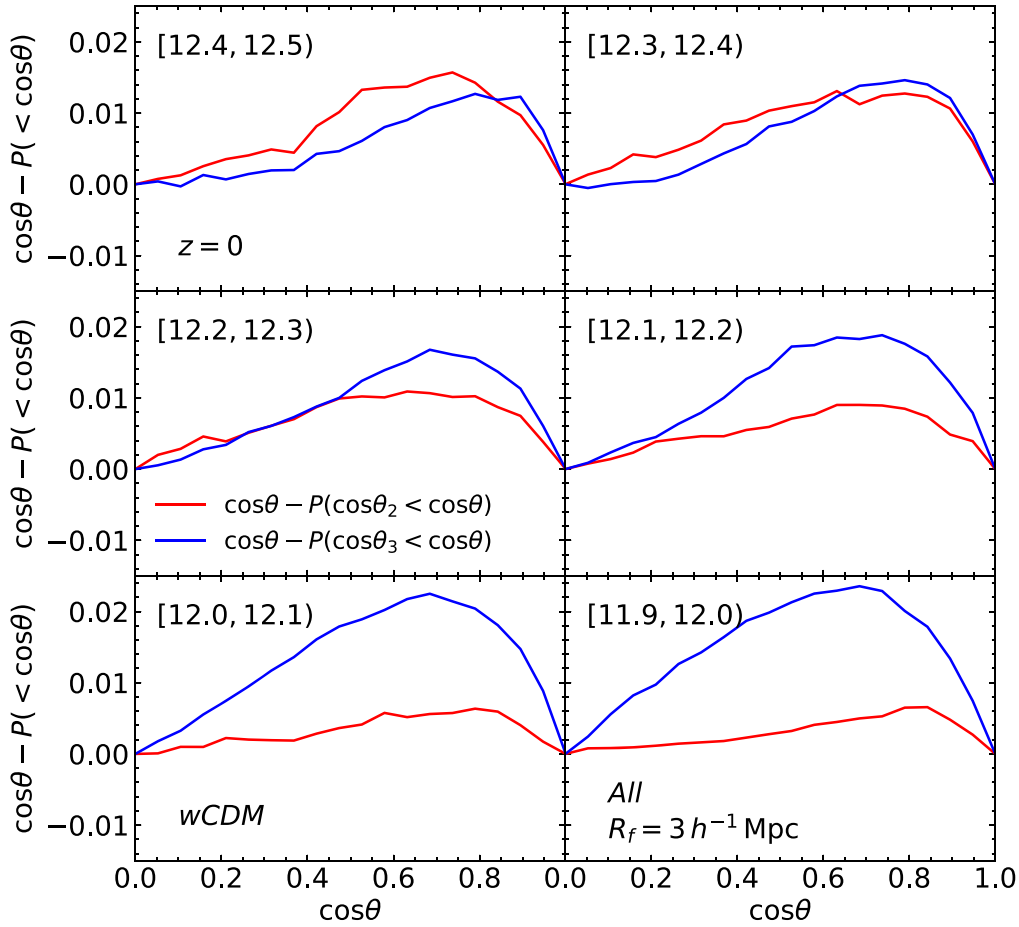 0.02
0.01
0.00
−0.01
cosθ − P( < cosθ)
[12.4, 12.5)
z = 0
[12.3, 12.4)
0.02
0.01
0.00
−0.01
cosθ − P( < cosθ)
[12.2, 12.3)
cosθ − P(cosθ₂ < cosθ)
cosθ − P(cosθ₃ < cosθ)
[12.1, 12.2)
0.02
0.01
0.00
−0.01
cosθ − P( < cosθ)
[12.0, 12.1)
wCDM
[11.9, 12.0)
All
R_f = 3 h⁻¹ Mpc
0.0 0.2 0.4 0.6 0.8 0.0 0.2 0.4 0.6 0.8 1.0
cosθ cosθ